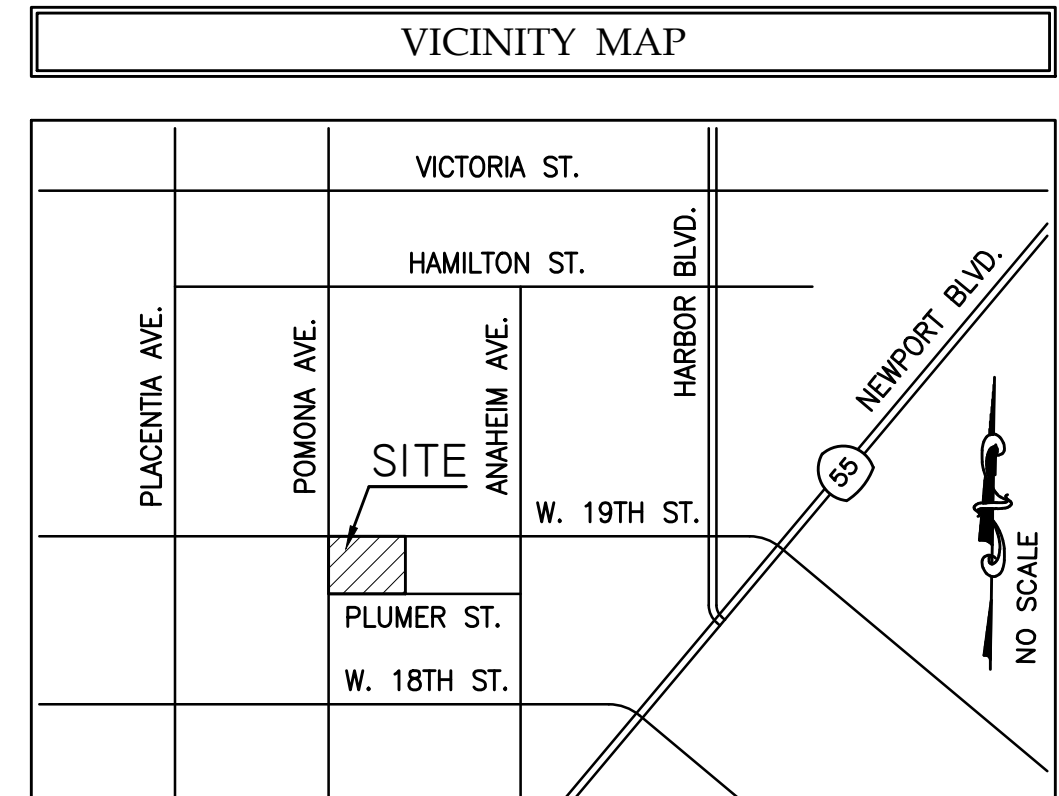 VICINITY MAP
VICTORIA ST.
HAMILTON ST.
HARBOR BLVD.
NEWPORT BLVD.
PLACENTIA AVE.
POMONA AVE.
ANAHEIM AVE.
SITE
55
W. 19TH ST.
NO SCALE
PLUMER ST.
W. 18TH ST.